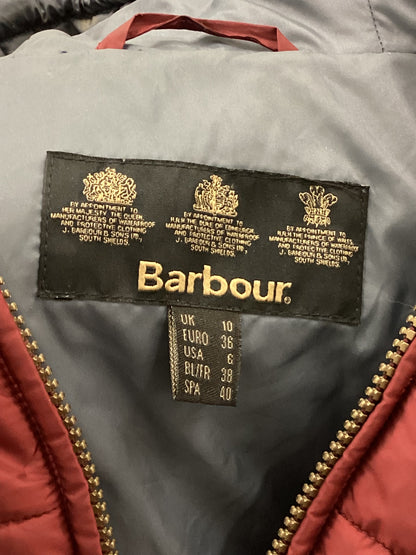 BY APPOINTMENT TO
HER MAJESTY THE QUEEN
MANUFACTURERS OF WATERPROOF
AND PROTECTIVE CLOTHING
J. BARBOUR & SONS LTD,
SOUTH SHIELDS.
BY APPOINTMENT TO
H.R.H. THE DUKE OF EDINBURGH
MANUFACTURERS OF WATERPROOF
AND PROTECTIVE CLOTHING
J. BARBOUR & SONS LTD,
SOUTH SHIELDS.
BY APPOINTMENT TO
H.R.H THE PRINCE OF WALES
MANUFACTURERS OF WATERPROOF
AND PROTECTIVE CLOTHING
J. BARBOUR & SONS LTD,
SOUTH SHIELDS.
Barbour®
UK 10
EURO 36
USA 6
BL/FR 38
SPA 40